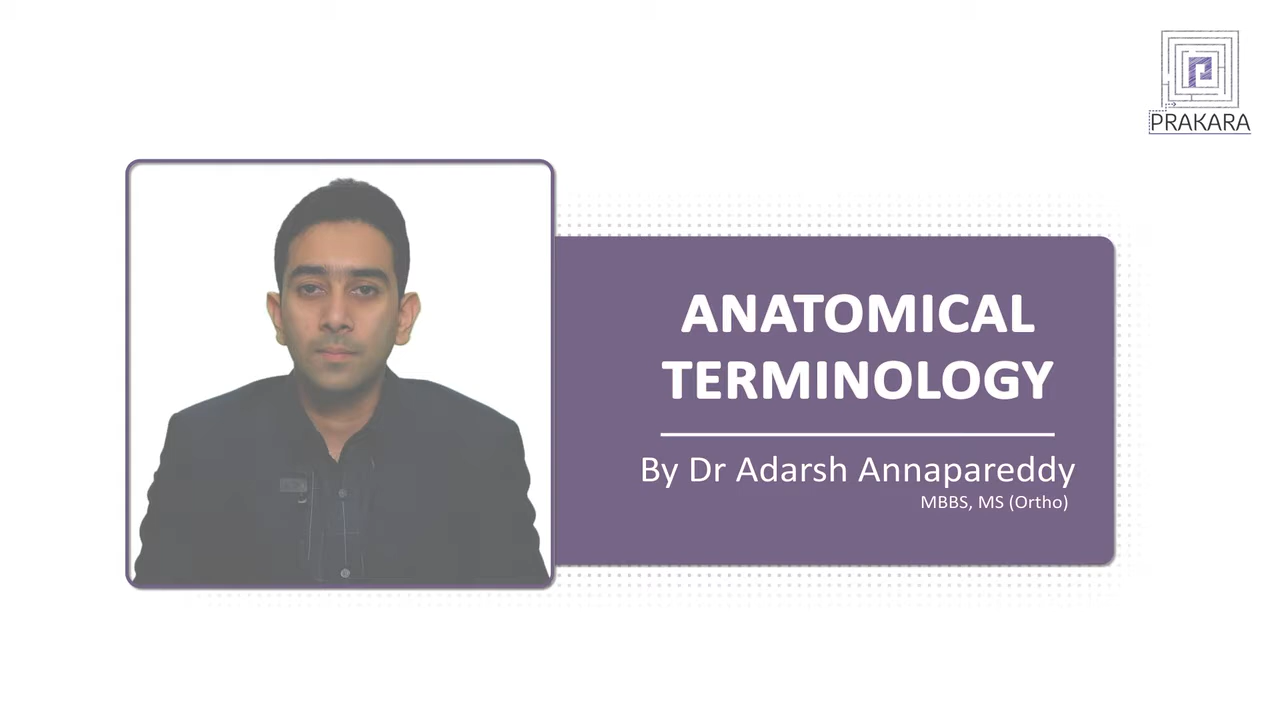 PRAKARA
ANATOMICAL
TERMINOLOGY
By Dr Adarsh Annapareddy
MBBS, MS (Ortho)